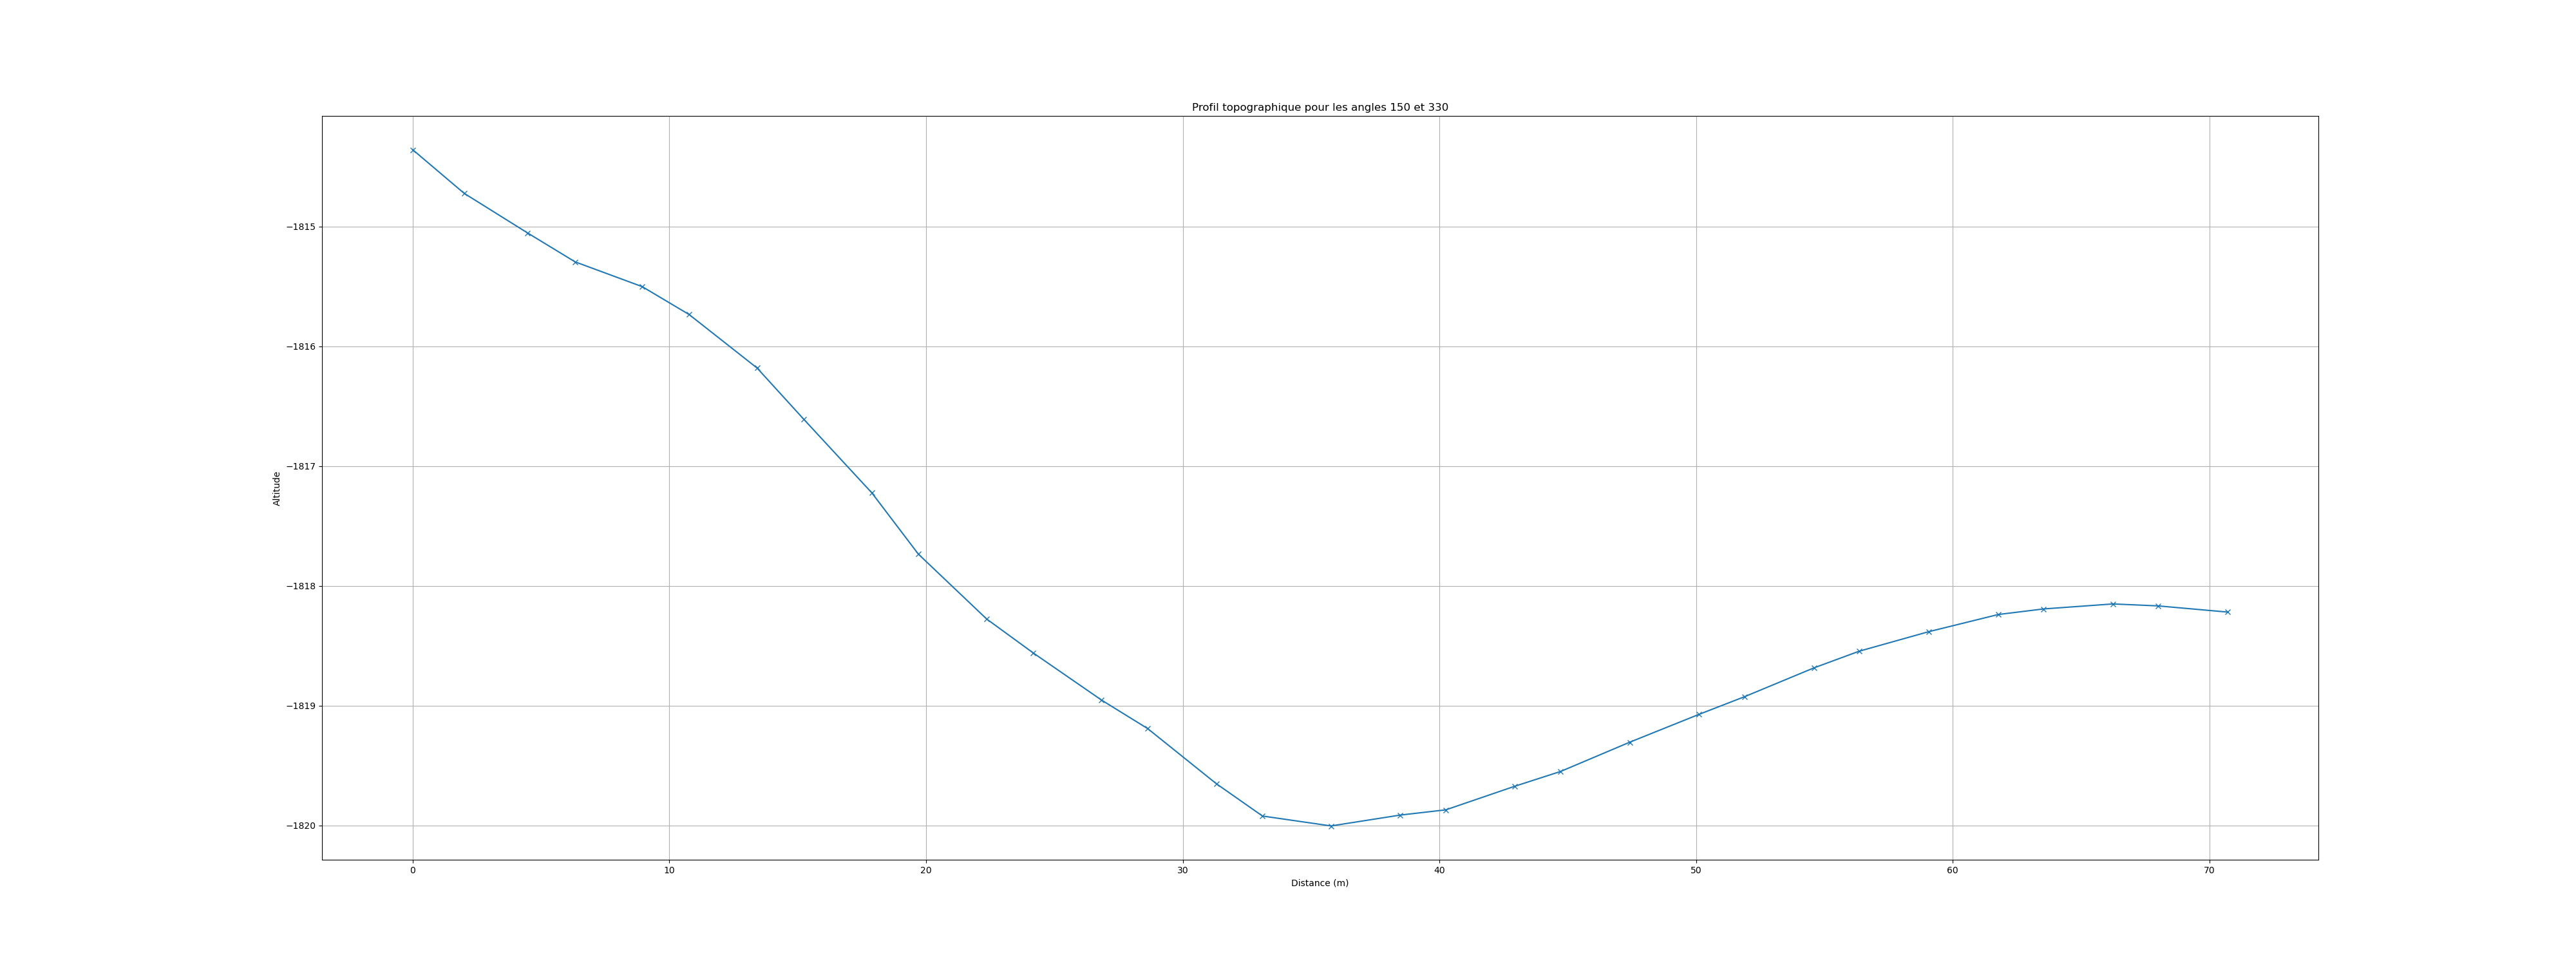 Profil topographique pour les angles 150 et 330
Altitude
−1815
−1816
−1817
−1818
−1819
−1820
0 10 20 30 40 50 60 70
Distance (m)